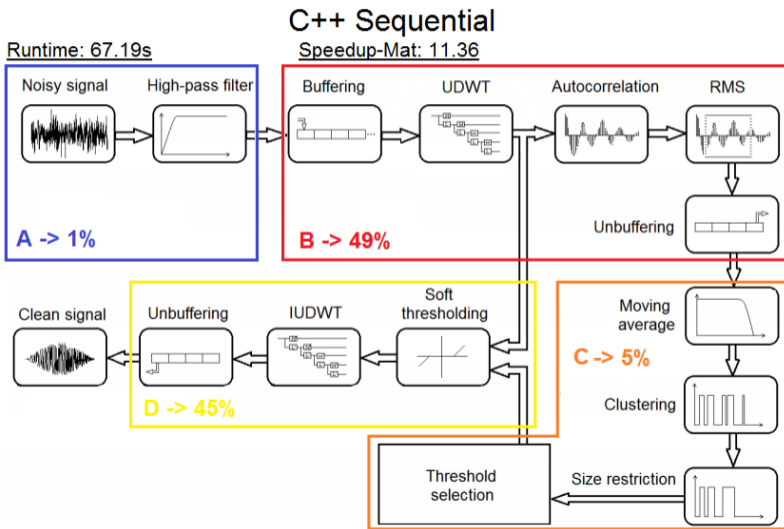 C++ Sequential
Runtime: 67.19s
Speedup-Mat: 11.36
Noisy signal
High-pass filter
Buffering
UDWT
Autocorrelation
RMS
A -> 1%
B -> 49%
Unbuffering
Clean signal
Unbuffering
IUDWT
Soft
thresholding
Moving
average
C -> 5%
D -> 45%
Clustering
Threshold
selection
Size restriction